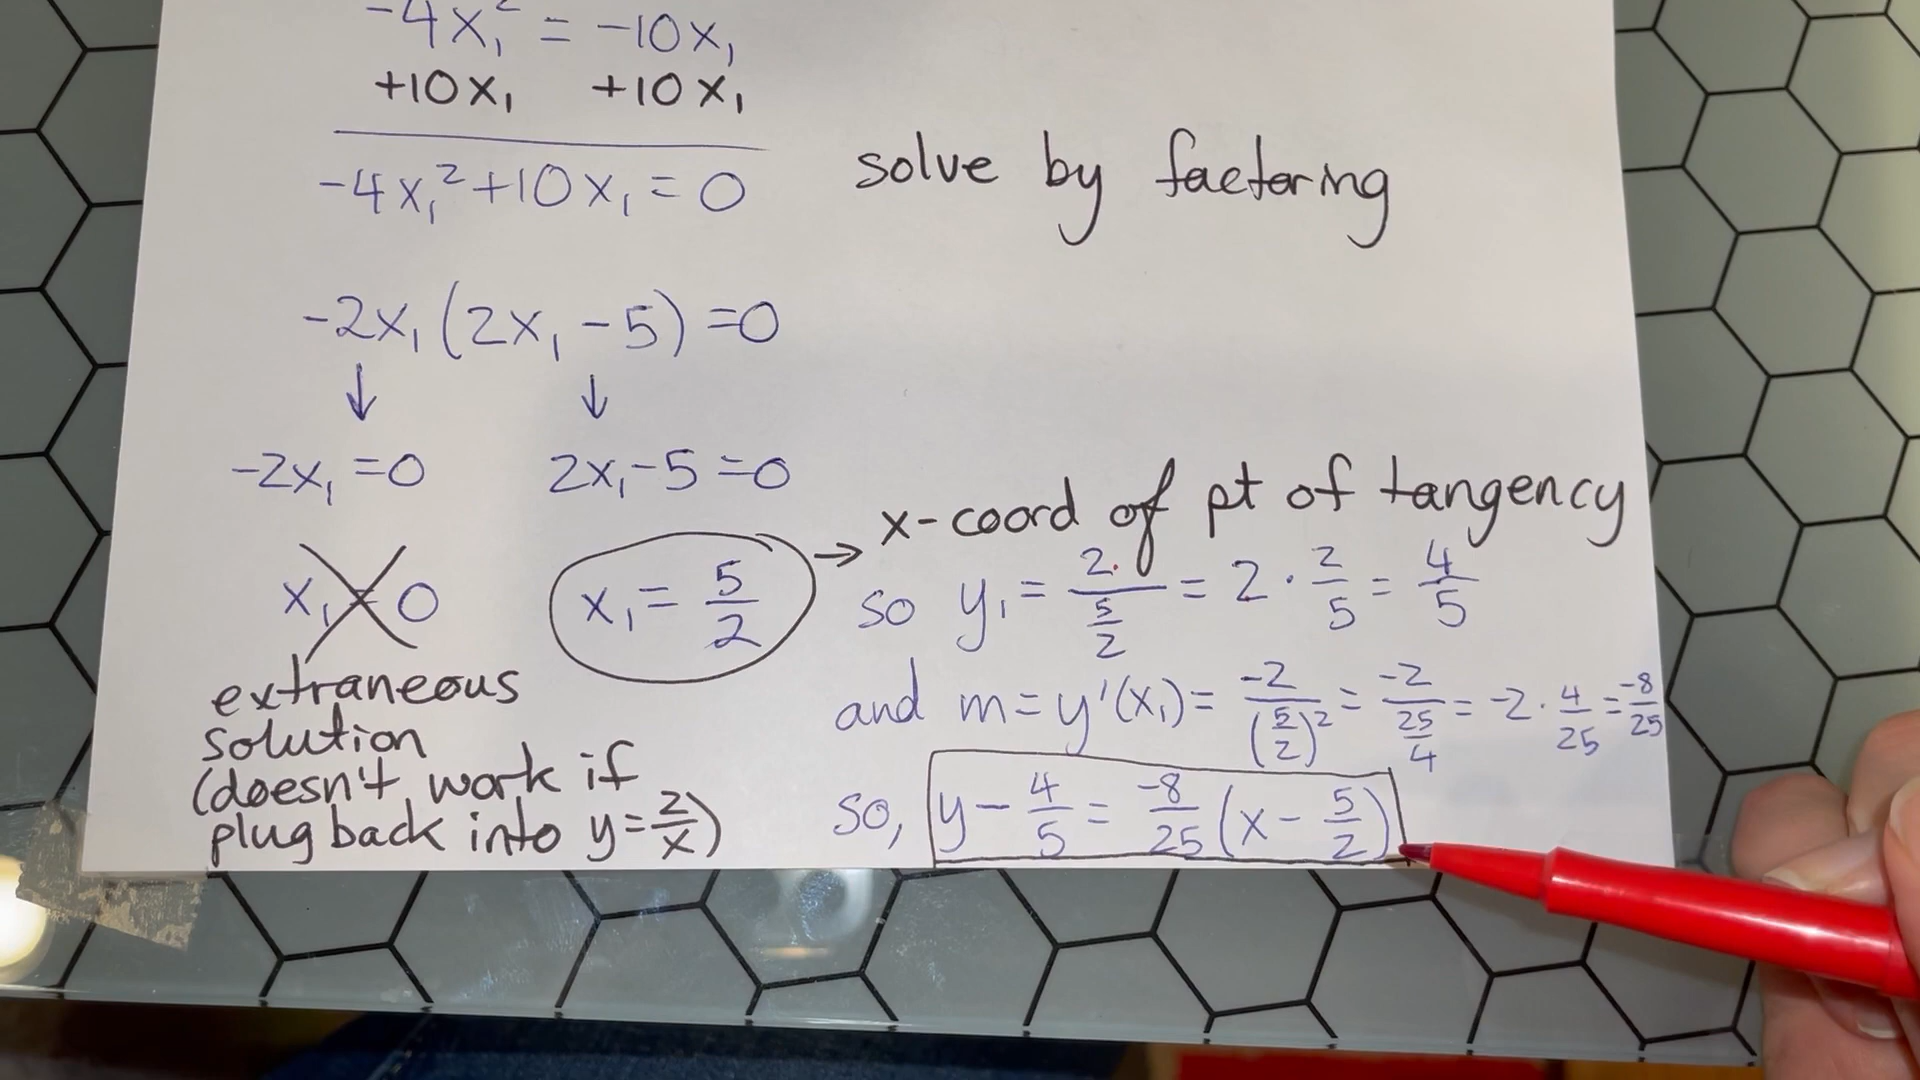 -4x₁² = -10x₁
+10x₁ +10x₁
-4x₁²+10x₁ = 0
solve by factoring
-2x₁(2x₁-5)=0
↓ ↓
-2x₁=0 2x₁-5=0
x₁=0
x₁=5/2
→ x-coord of pt of tangency
so y₁ = 2/(5/2) = 2·2/5 = 4/5
and m=y'(x₁)= -2/(5/2)² = -2/(25/4) = -2·4/25 = -8/25
so, y-4/5 = -8/25(x-5/2)
extraneous
solution
(doesn't work if
plug back into y=2/x)